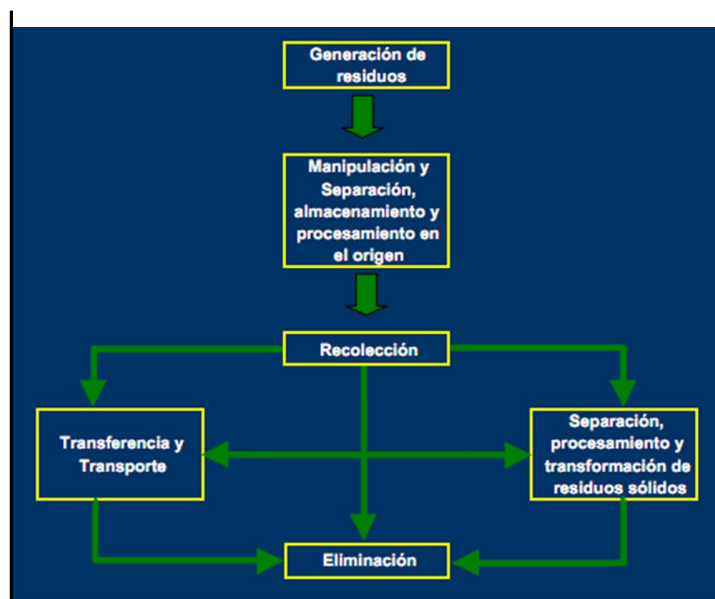 Generación de
residuos
Manipulación y
Separación,
almacenamiento y
procesamiento en
el origen
Recolección
Transferencia y
Transporte
Separación,
procesamiento y
transformación de
residuos sólidos
Eliminación